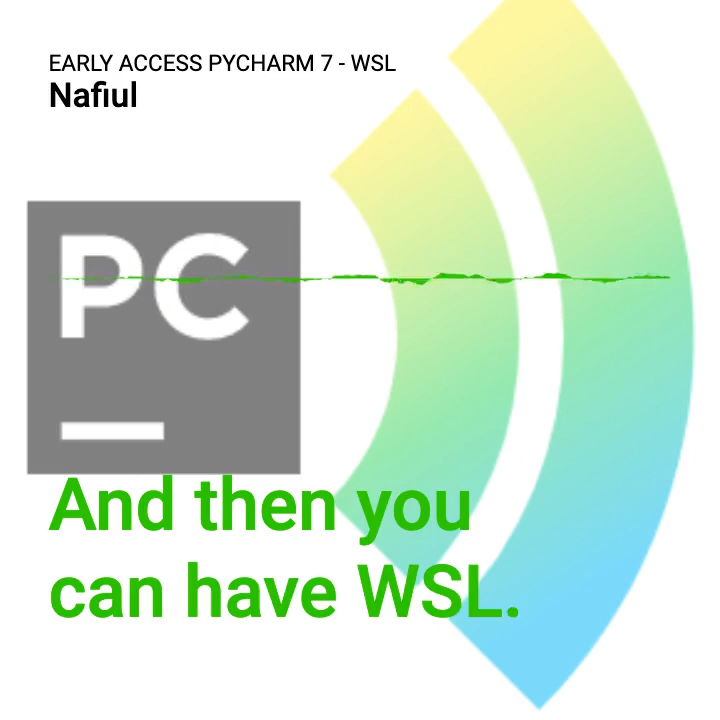 EARLY ACCESS PYCHARM 7 - WSL
Nafiul
PC
And then you
can have WSL.